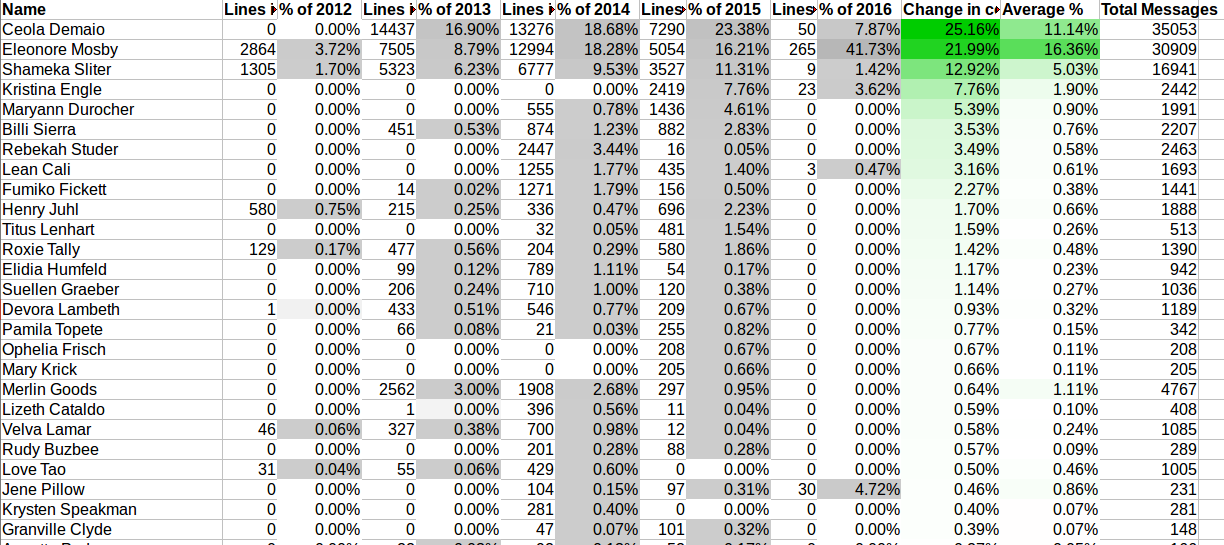 Name Lines i % of 2012 Lines i % of 2013 Lines i % of 2014 Lines % of 2015 Lines % of 2016 Change in c Average % Total Messages
Ceola Demaio 0 0.00% 14437 16.90% 13276 18.68% 7290 23.38% 50 7.87% 25.16% 11.14% 35053
Eleonore Mosby 2864 3.72% 7505 8.79% 12994 18.28% 5054 16.21% 265 41.73% 21.99% 16.36% 30909
Shameka Sliter 1305 1.70% 5323 6.23% 6777 9.53% 3527 11.31% 9 1.42% 12.92% 5.03% 16941
Kristina Engle 0 0.00% 0 0.00% 0 0.00% 2419 7.76% 23 3.62% 7.76% 1.90% 2442
Maryann Durocher 0 0.00% 0 0.00% 555 0.78% 1436 4.61% 0 0.00% 5.39% 0.90% 1991
Billi Sierra 0 0.00% 451 0.53% 874 1.23% 882 2.83% 0 0.00% 3.53% 0.76% 2207
Rebekah Studer 0 0.00% 0 0.00% 2447 3.44% 16 0.05% 0 0.00% 3.49% 0.58% 2463
Lean Cali 0 0.00% 0 0.00% 1255 1.77% 435 1.40% 3 0.47% 3.16% 0.61% 1693
Fumiko Fickett 0 0.00% 14 0.02% 1271 1.79% 156 0.50% 0 0.00% 2.27% 0.38% 1441
Henry Juhl 580 0.75% 215 0.25% 336 0.47% 696 2.23% 0 0.00% 1.70% 0.66% 1888
Titus Lenhart 0 0.00% 0 0.00% 32 0.05% 481 1.54% 0 0.00% 1.59% 0.26% 513
Roxie Tally 129 0.17% 477 0.56% 204 0.29% 580 1.86% 0 0.00% 1.42% 0.48% 1390
Elidia Humfeld 0 0.00% 99 0.12% 789 1.11% 54 0.17% 0 0.00% 1.17% 0.23% 942
Suellen Graeber 0 0.00% 206 0.24% 710 1.00% 120 0.38% 0 0.00% 1.14% 0.27% 1036
Devora Lambeth 1 0.00% 433 0.51% 546 0.77% 209 0.67% 0 0.00% 0.93% 0.32% 1189
Pamila Topete 0 0.00% 66 0.08% 21 0.03% 255 0.82% 0 0.00% 0.77% 0.15% 342
Ophelia Frisch 0 0.00% 0 0.00% 0 0.00% 208 0.67% 0 0.00% 0.67% 0.11% 208
Mary Krick 0 0.00% 0 0.00% 0 0.00% 205 0.66% 0 0.00% 0.66% 0.11% 205
Merlin Goods 0 0.00% 2562 3.00% 1908 2.68% 297 0.95% 0 0.00% 0.64% 1.11% 4767
Lizeth Cataldo 0 0.00% 1 0.00% 396 0.56% 11 0.04% 0 0.00% 0.59% 0.10% 408
Velva Lamar 46 0.06% 327 0.38% 700 0.98% 12 0.04% 0 0.00% 0.58% 0.24% 1085
Rudy Buzbee 0 0.00% 0 0.00% 201 0.28% 88 0.28% 0 0.00% 0.57% 0.09% 289
Love Tao 31 0.04% 55 0.06% 429 0.60% 0 0.00% 0 0.00% 0.50% 0.46% 1005
Jene Pillow 0 0.00% 0 0.00% 104 0.15% 97 0.31% 30 4.72% 0.46% 0.86% 231
Krysten Speakman 0 0.00% 0 0.00% 281 0.40% 0 0.00% 0 0.00% 0.40% 0.07% 281
Granville Clyde 0 0.00% 0 0.00% 47 0.07% 101 0.32% 0 0.00% 0.39% 0.07% 148